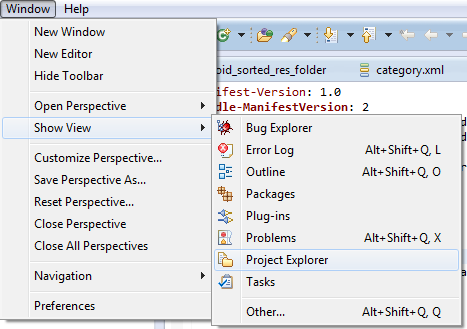 Window Help
New Window
New Editor
Hide Toolbar
Open Perspective
Show View
Customize Perspective...
Save Perspective As...
Reset Perspective...
Close Perspective
Close All Perspectives
Navigation
Preferences
oid_sorted_res_folder category.xml
ifest-Version: 1.0
dle-ManifestVersion: 2
Bug Explorer
Error Log Alt+Shift+Q, L
Outline Alt+Shift+Q, O
Packages
Plug-ins
Problems Alt+Shift+Q, X
Project Explorer
Tasks
Other... Alt+Shift+Q, Q